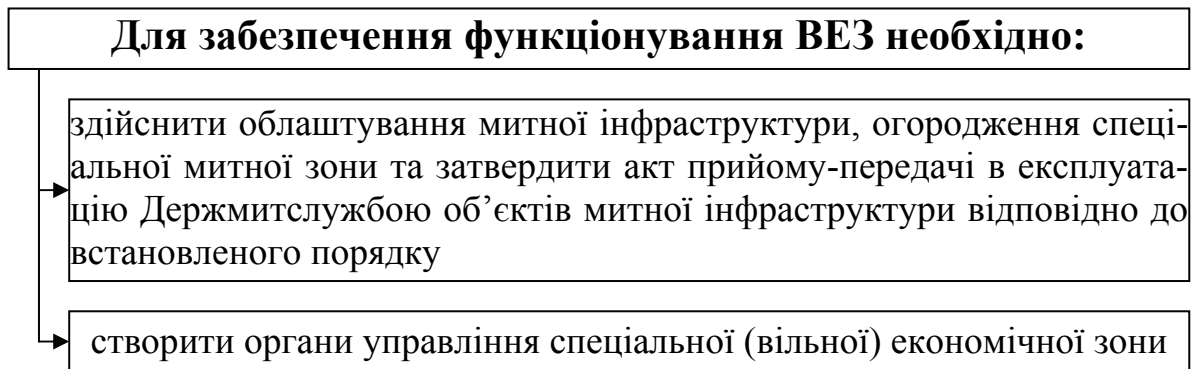 Для забезпечення функціонування ВЕЗ необхідно:
здійснити облаштування митної інфраструктури, огородження спеці-
альної митної зони та затвердити акт прийому-передачі в експлуата-
цію Держмитслужбою об’єктів митної інфраструктури відповідно до
встановленого порядку
створити органи управління спеціальної (вільної) економічної зони